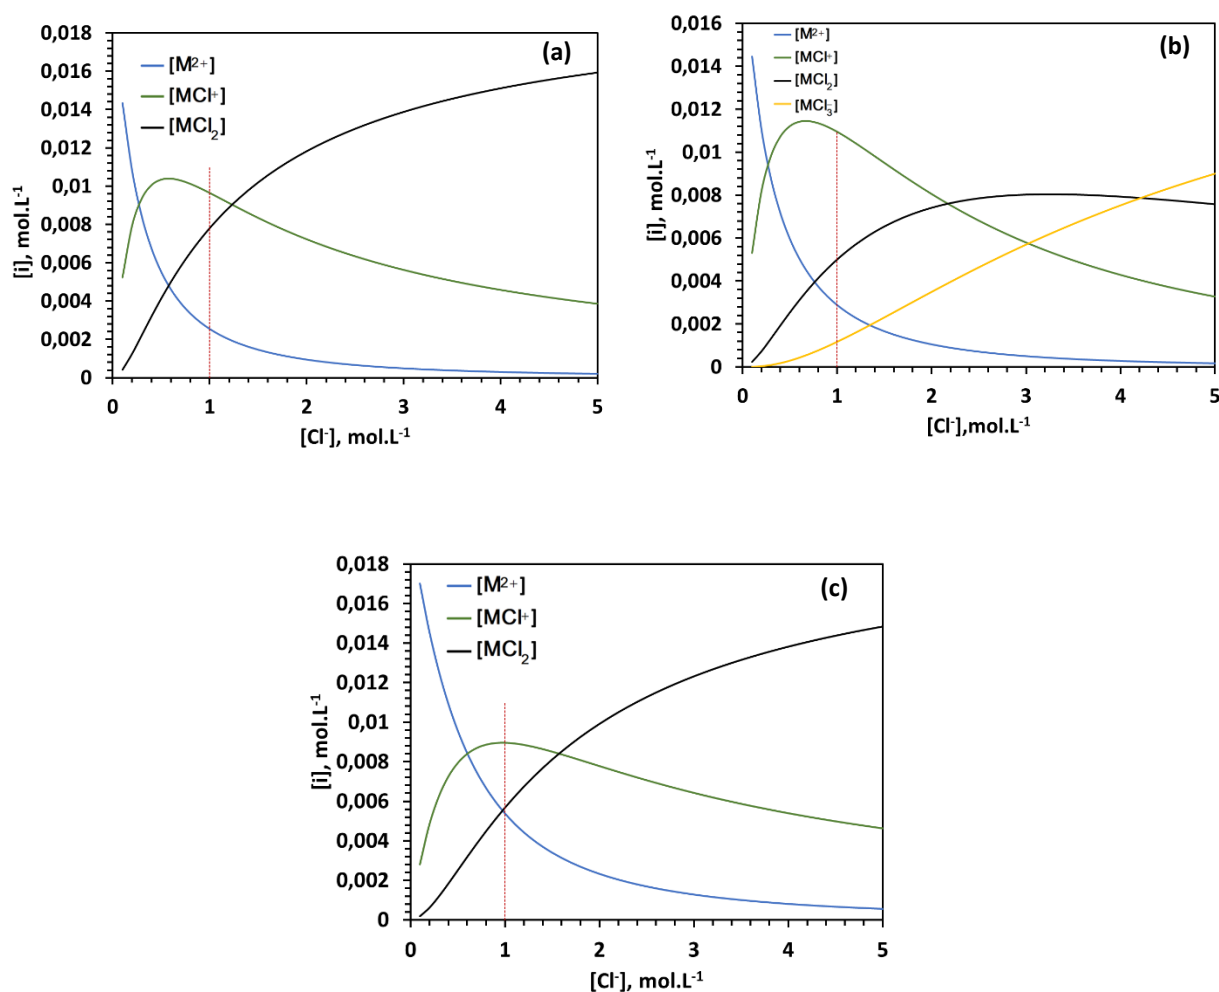 (a)
0,018
0,016
0,014
0,012
0,01
0,008
0,006
0,004
0,002
0
[i], mol.L⁻¹
[M²⁺]
[MCl⁺]
[MCl₂]
0 1 2 3 4 5
[Cl⁻], mol.L⁻¹
(b)
0,016
0,014
0,012
0,01
0,008
0,006
0,004
0,002
0
[i], mol.L⁻¹
[M²⁺]
[MCl⁺]
[MCl₂]
[MCl₃⁻]
0 1 2 3 4 5
[Cl⁻],mol.L⁻¹
(c)
0,018
0,016
0,014
0,012
0,01
0,008
0,006
0,004
0,002
0
[i], mol.L⁻¹
[M²⁺]
[MCl⁺]
[MCl₂]
0 1 2 3 4 5
[Cl⁻], mol.L⁻¹